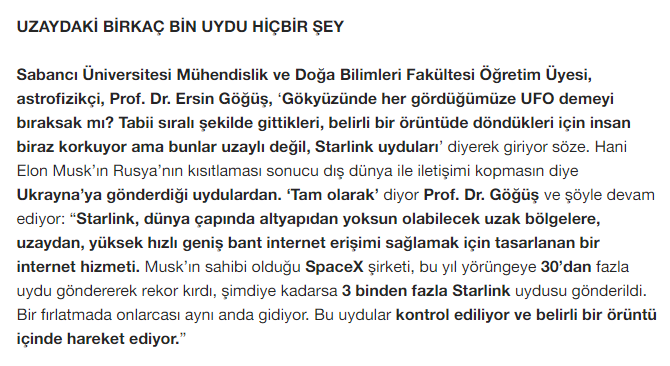 UZAYDAKİ BİRKAÇ BİN UYDU HİÇBİR ŞEY
Sabancı Üniversitesi Mühendislik ve Doğa Bilimleri Fakültesi Öğretim Üyesi,
astrofizikçi, Prof. Dr. Ersin Göğüş, ‘Gökyüzünde her gördüğümüze UFO demeyi
bıraksak mı? Tabii sıralı şekilde gittikleri, belirli bir örüntüde döndükleri için insan
biraz korkuyor ama bunlar uzaylı değil, Starlink uyduları’ diyerek giriyor söze. Hani
Elon Musk’ın Rusya’nın kısıtlaması sonucu dış dünya ile iletişimi kopmasın diye
Ukrayna’ya gönderdiği uydulardan. ‘Tam olarak’ diyor Prof. Dr. Göğüş ve şöyle devam
ediyor: “Starlink, dünya çapında altyapıdan yoksun olabilecek uzak bölgelere,
uzaydan, yüksek hızlı geniş bant internet erişimi sağlamak için tasarlanan bir
internet hizmeti. Musk’ın sahibi olduğu SpaceX şirketi, bu yıl yörüngeye 30’dan fazla
uydu göndererek rekor kırdı, şimdiye kadarsa 3 binden fazla Starlink uydusu gönderildi.
Bir fırlatmada onlarcası aynı anda gidiyor. Bu uydular kontrol ediliyor ve belirli bir örüntü
içinde hareket ediyor.”